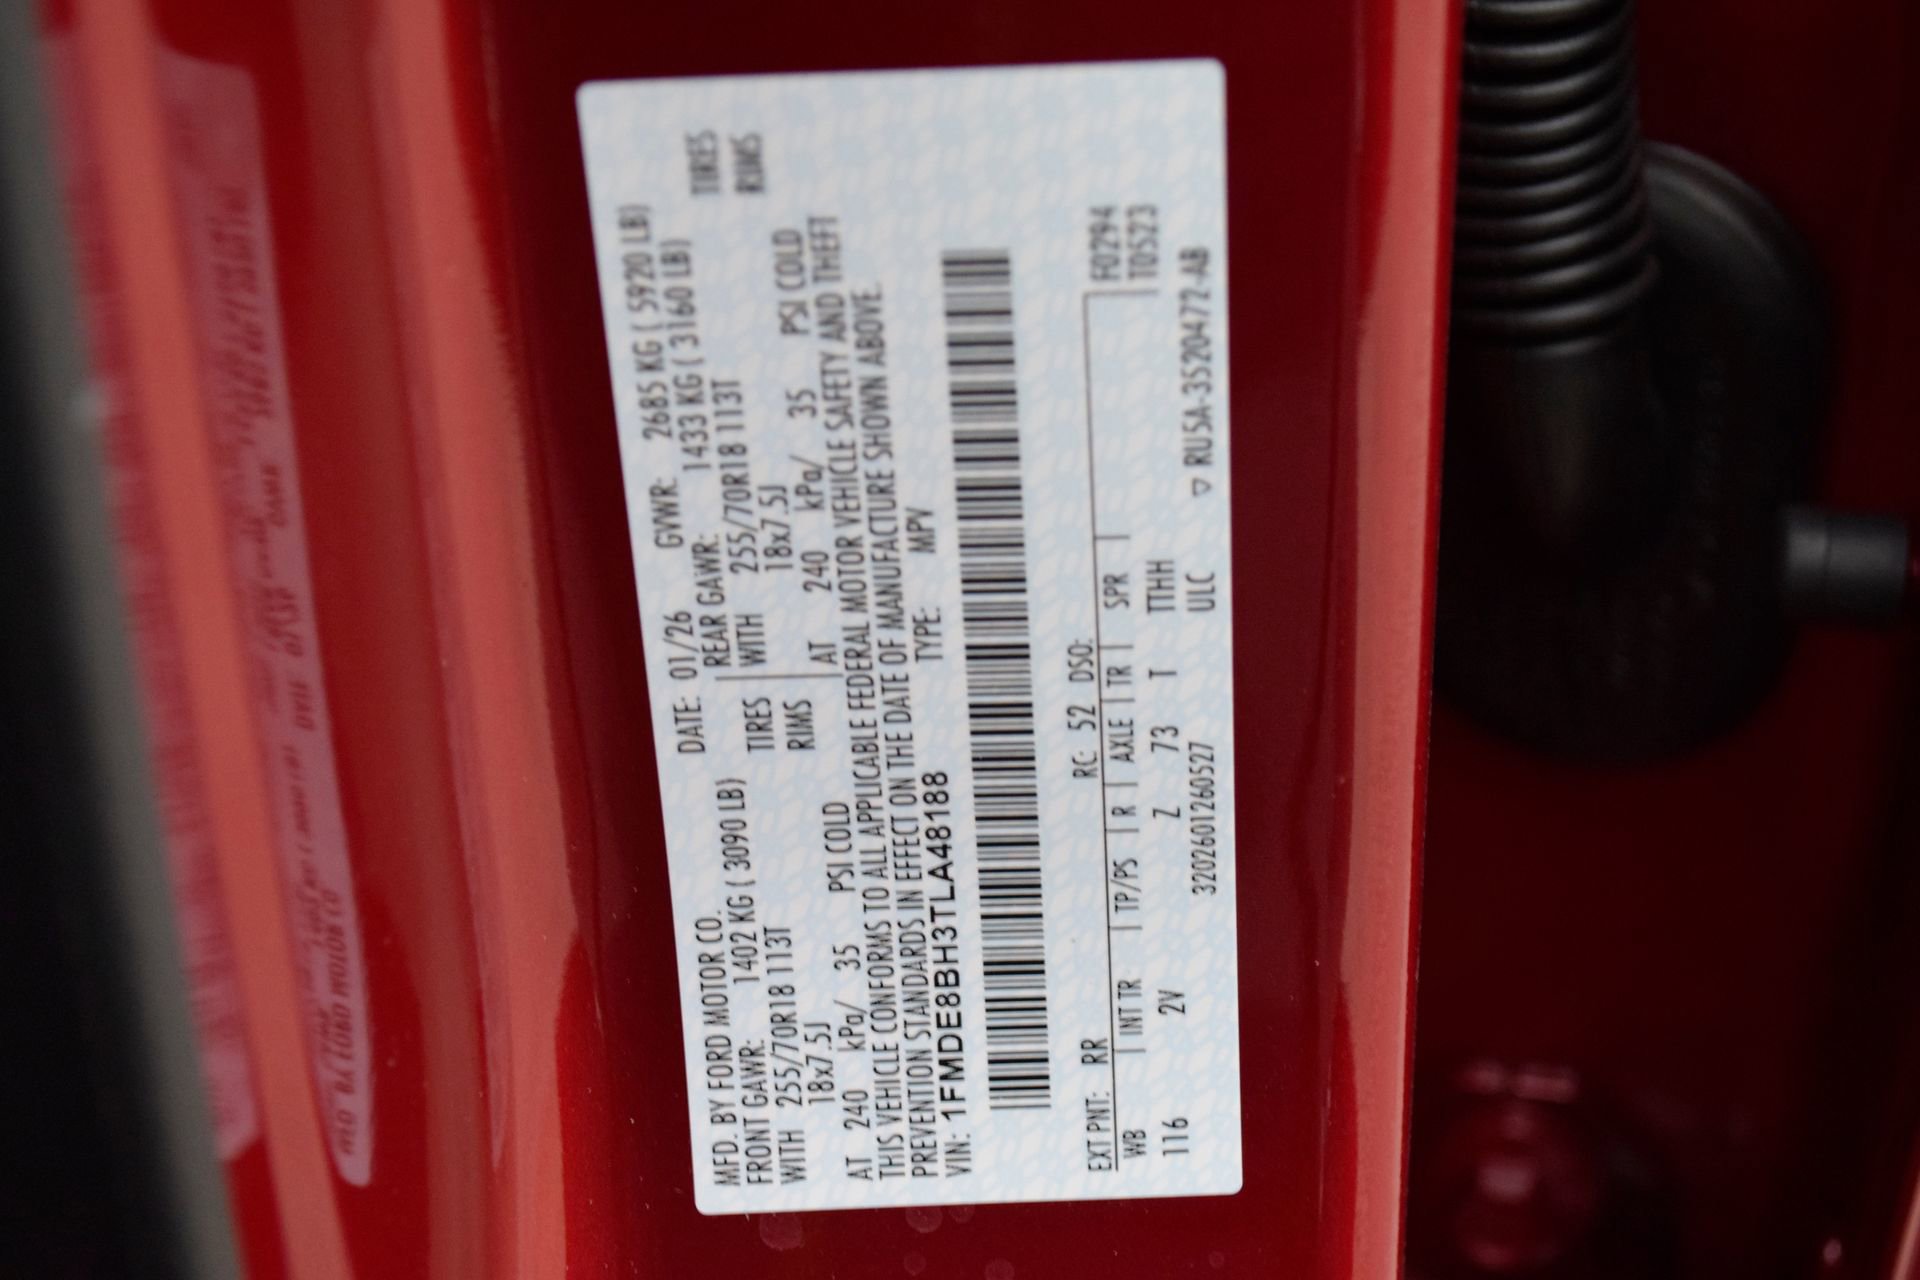 MFD. BY FORD MOTOR CO. DATE: 01/26 GVWR: 2685 KG ( 5920 LB)
FRONT GAWR: 1402 KG ( 3090 LB) REAR GAWR: 1433 KG ( 3160 LB)
WITH 255/70R18 113T TIRES WITH 255/70R18 113T TIRES
18x7.5J RIMS 18x7.5J RIMS
AT 240 kPa/ 35 PSI COLD AT 240 kPa/ 35 PSI COLD
THIS VEHICLE CONFORMS TO ALL APPLICABLE FEDERAL MOTOR VEHICLE SAFETY AND THEFT
PREVENTION STANDARDS IN EFFECT ON THE DATE OF MANUFACTURE SHOWN ABOVE.
VIN: 1FMDE8BH3TLA48188 TYPE: MPV
EXT PNT: RR RC: 52 DSO: F0294
WB INT TR TP/PS R AXLE TR SPR T0523
116 2V Z 73 T TTHH
3202601260527 ULC ▽ RU5A-3520472-AB